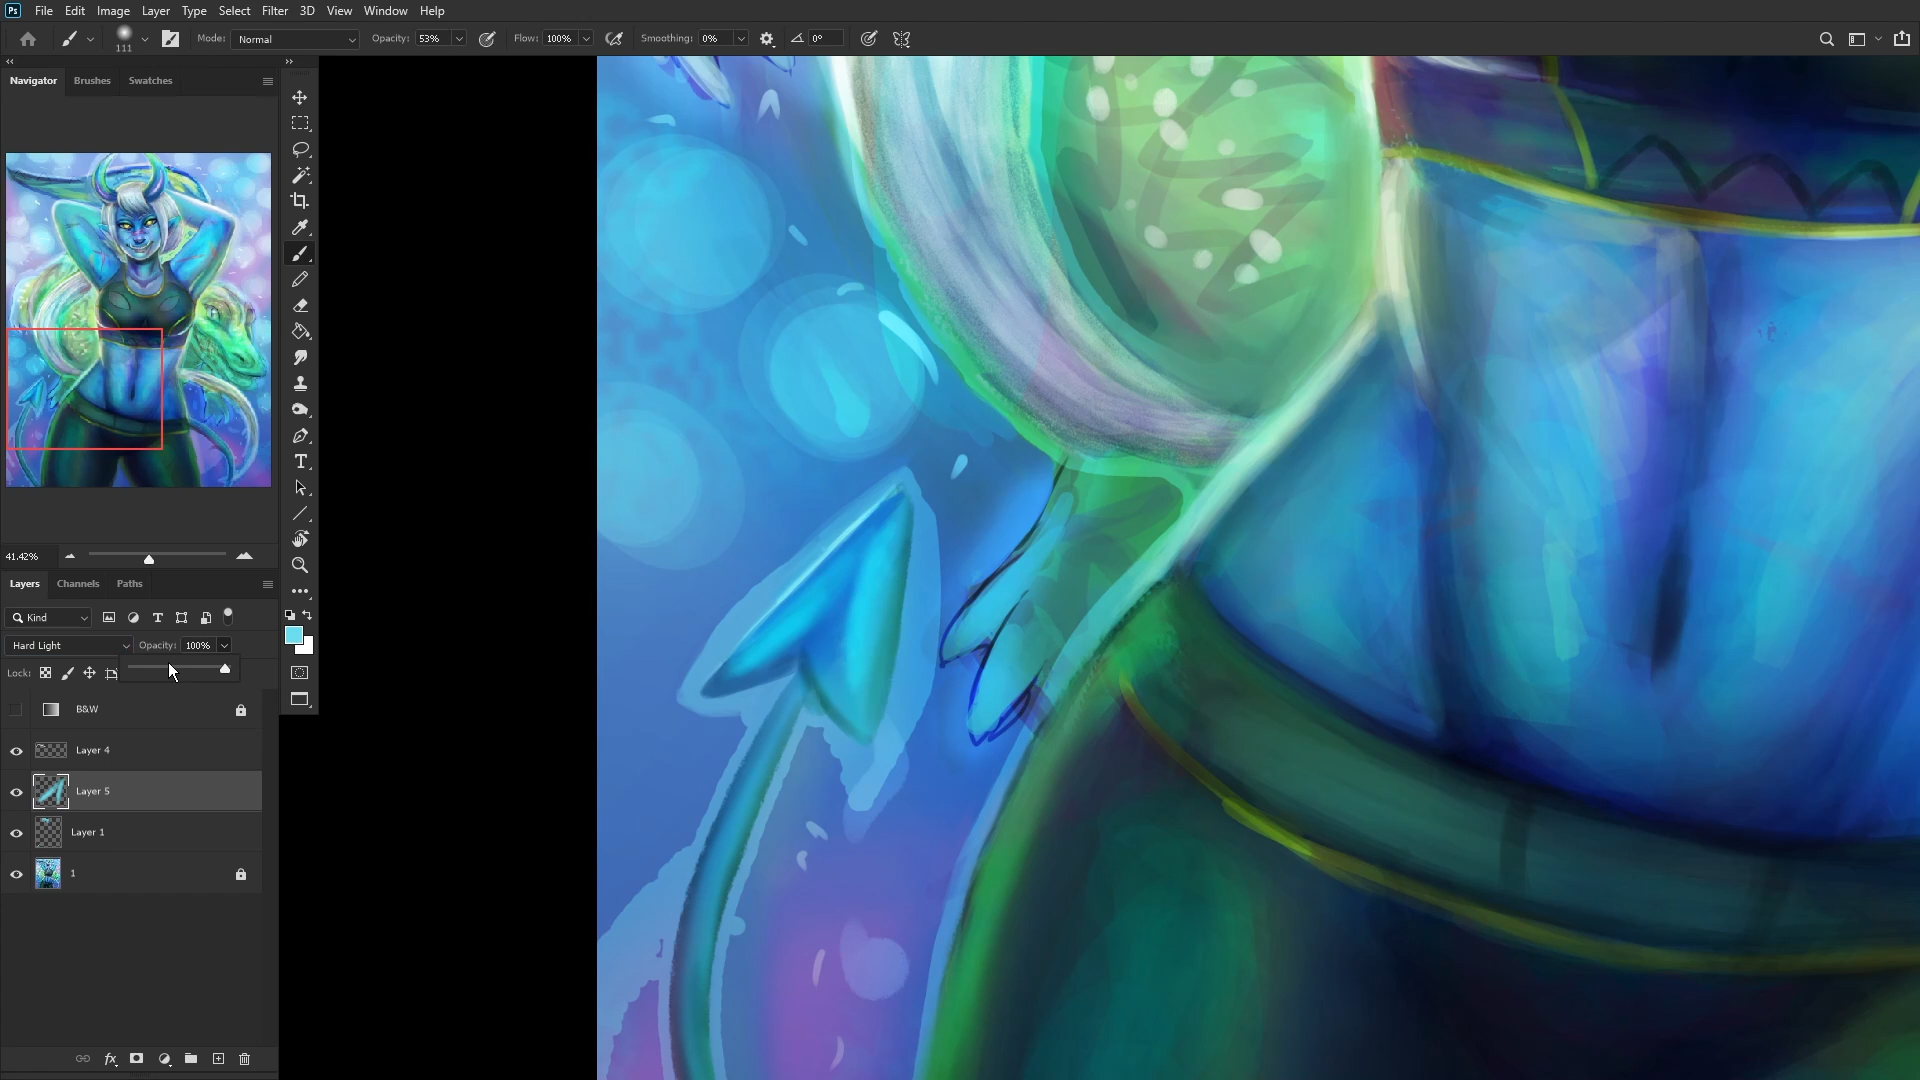 Ps File Edit Image Layer Type Select Filter 3D View Window Help
111 Mode: Normal Opacity: 53% Flow: 100% Smoothing: 0% 0°
Navigator Brushes Swatches
41.42%
Layers Channels Paths
Kind
Hard Light Opacity: 100%
Lock:
B&W
Layer 4
Layer 5
Layer 1
1